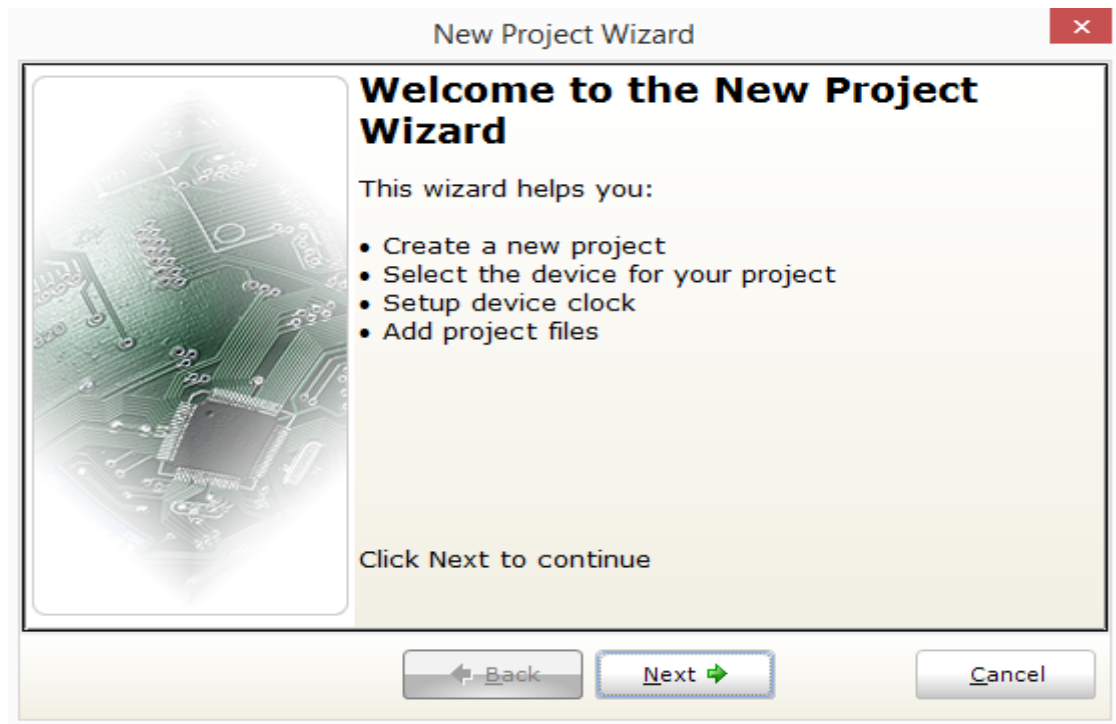 New Project Wizard
Welcome to the New Project
Wizard
This wizard helps you:
• Create a new project
• Select the device for your project
• Setup device clock
• Add project files
Click Next to continue
Back
Next
Cancel